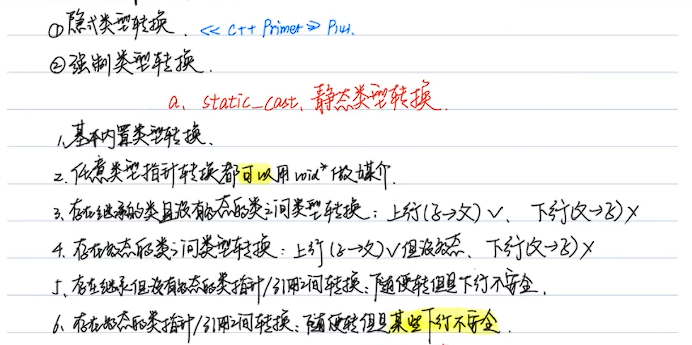 ①隐式类型转换. <<C++ Primer>> Plus.
②强制类型转换.
a、static_cast、静态类型转换.
1、基本内置类型转换.
2、任意类型指针转换都可以用void*做媒介.
3、存在继承的类且没有多态的类之间类型转换：上行(子→父)√、下行(父→子)×
4、存在多态的类之间类型转换：上行(子→父)√但没多态、下行(父→子)×
5、存在继承但没有多态的类指针/引用之间转换：随便转但是下行不安全.
6、存在多态的类指针/引用之间转换：随便转但是某些下行不安全.